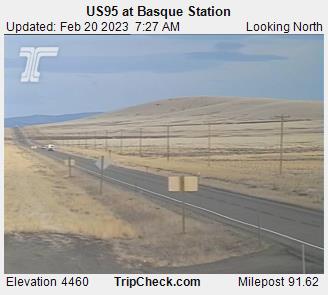 US95 at Basque Station
Updated: Feb 20 2023 7:27 AM Looking North
Elevation 4460 TripCheck.com Milepost 91.62